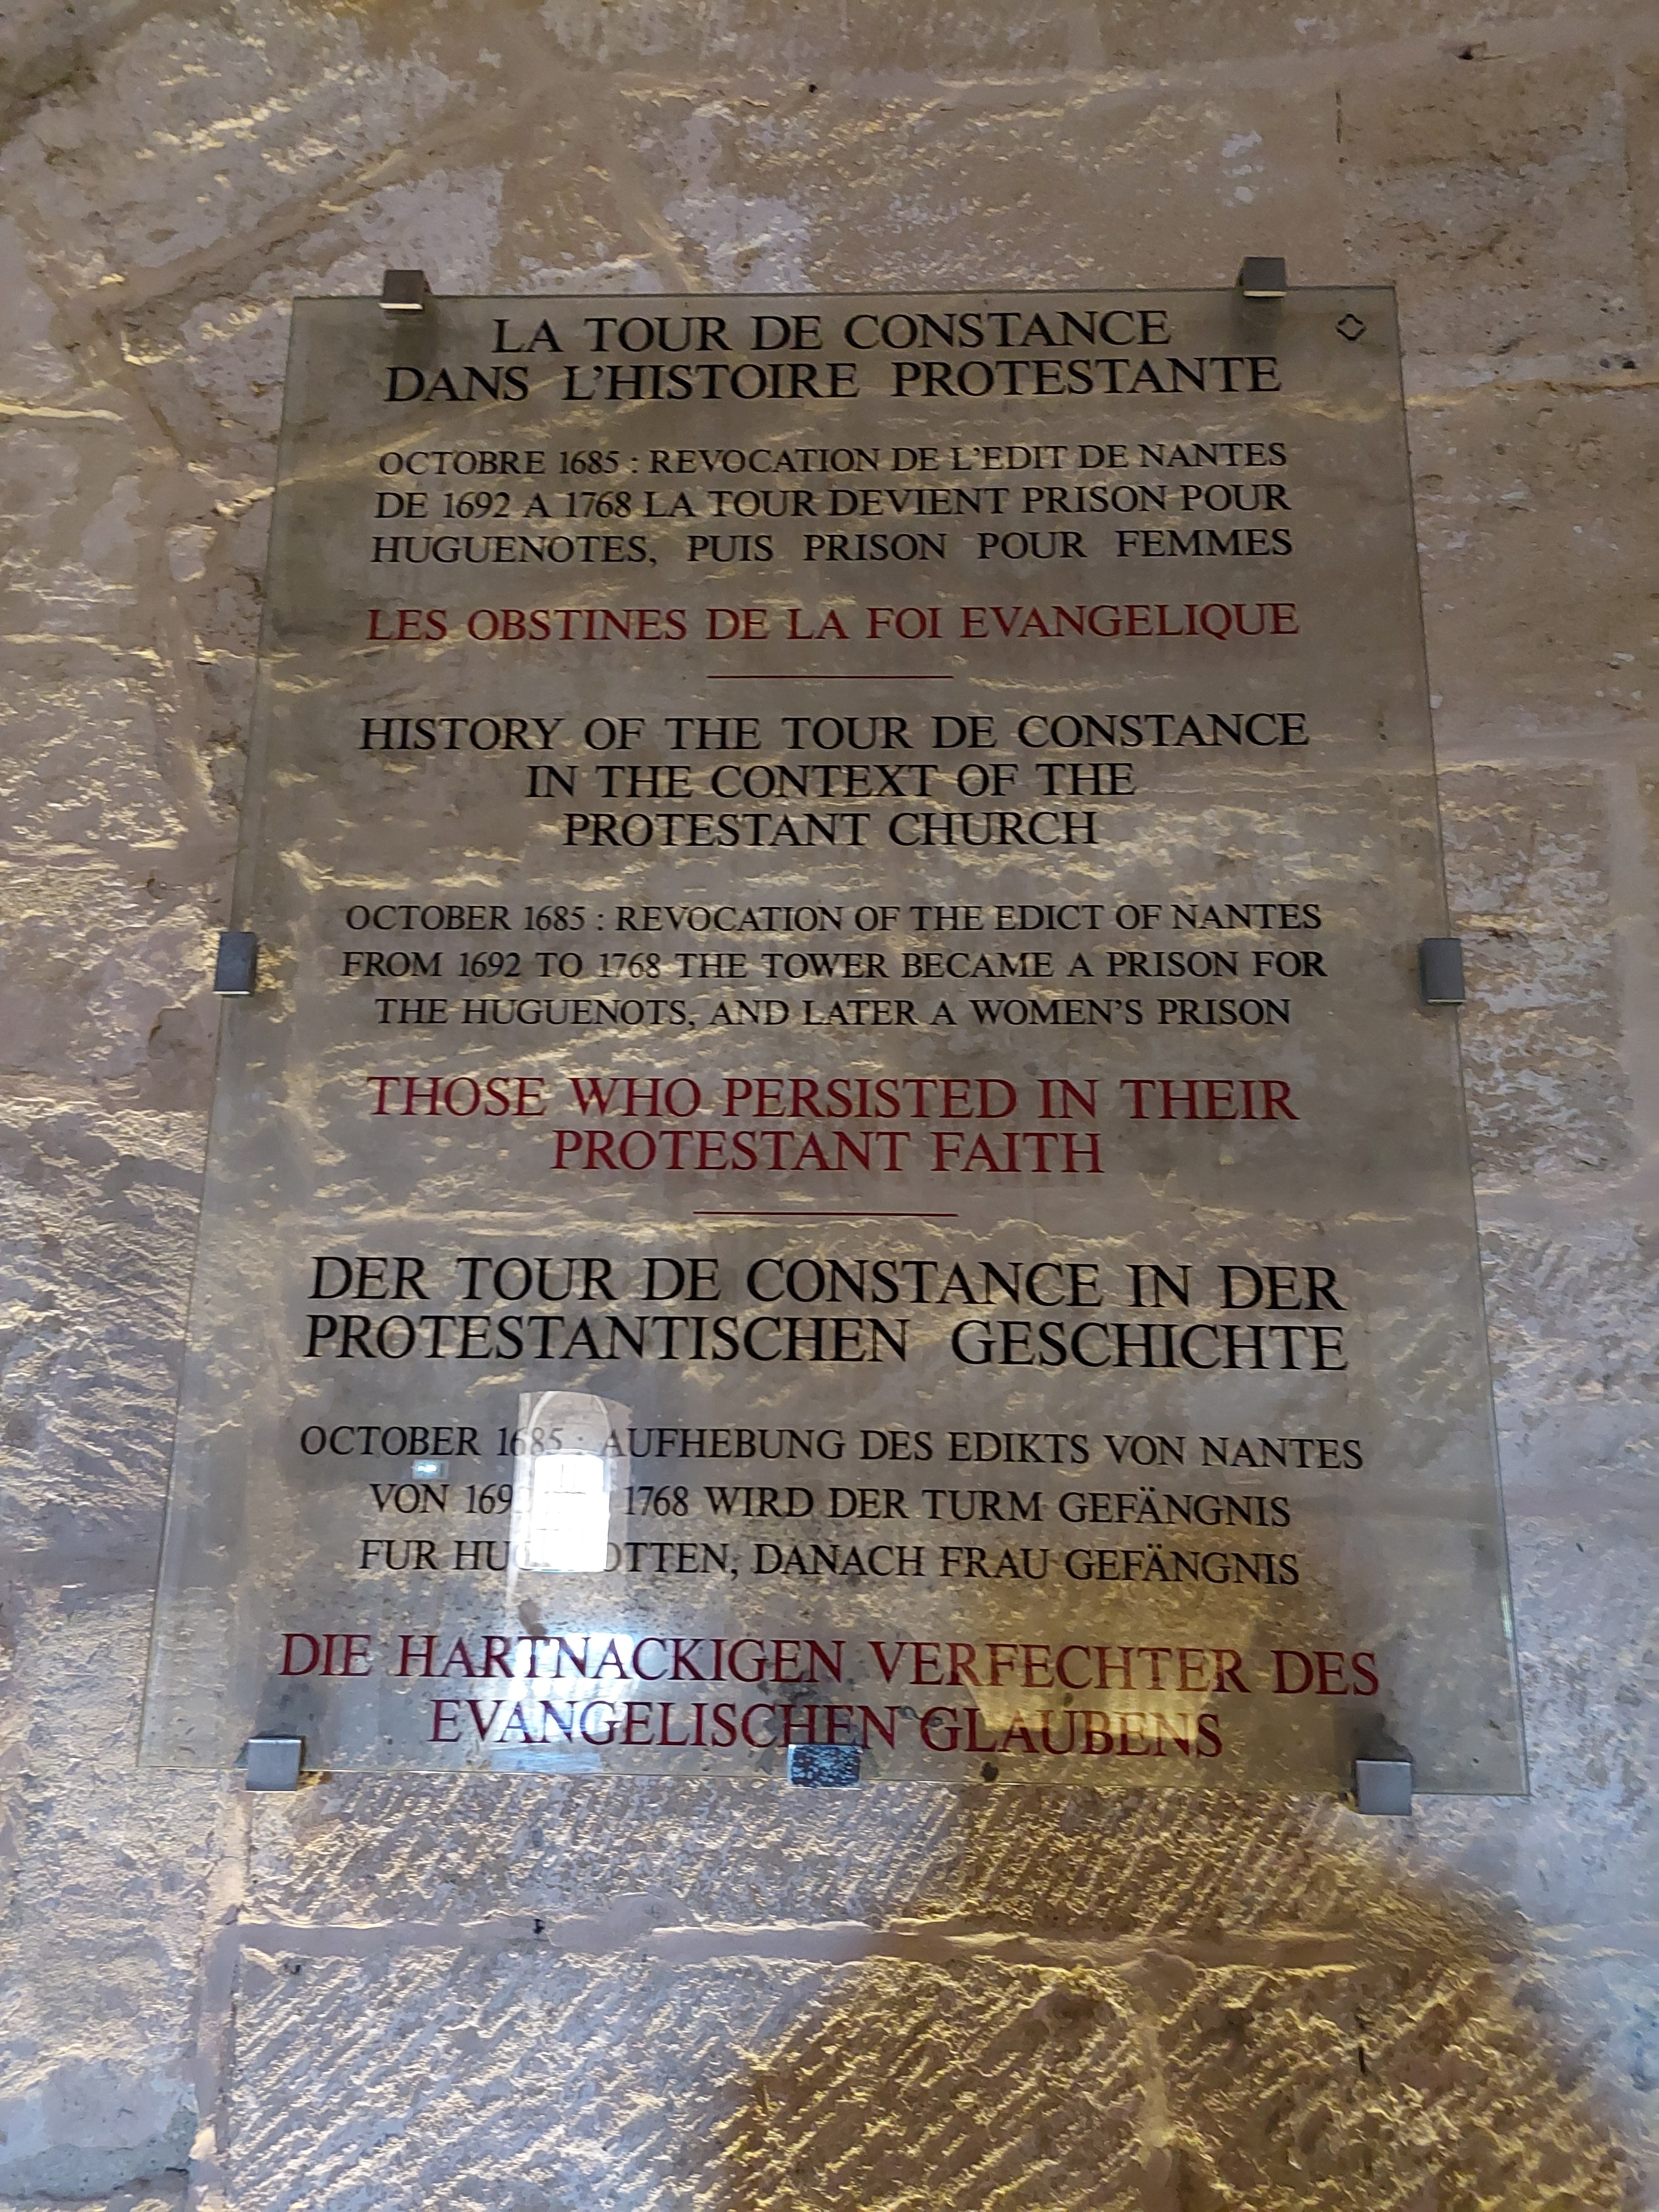 LA TOUR DE CONSTANCE
DANS L'HISTOIRE PROTESTANTE
OCTOBRE 1685 : REVOCATION DE L'EDIT DE NANTES
DE 1692 A 1768 LA TOUR DEVIENT PRISON POUR
HUGUENOTES, PUIS PRISON POUR FEMMES
LES OBSTINES DE LA FOI EVANGELIQUE
HISTORY OF THE TOUR DE CONSTANCE
IN THE CONTEXT OF THE
PROTESTANT CHURCH
OCTOBER 1685 : REVOCATION OF THE EDICT OF NANTES
FROM 1692 TO 1768 THE TOWER BECAME A PRISON FOR
THE HUGUENOTS, AND LATER A WOMEN'S PRISON
THOSE WHO PERSISTED IN THEIR
PROTESTANT FAITH
DER TOUR DE CONSTANCE IN DER
PROTESTANTISCHEN GESCHICHTE
OCTOBER 1685 : AUFHEBUNG DES EDIKTS VON NANTES
VON 1768 WIRD DER TURM GEFÄNGNIS
FUR DANACH FRAU GEFÄNGNIS
DIE HARTNACKIGEN VERFECHTER DES
EVANGELISCHEN GLAUBENS